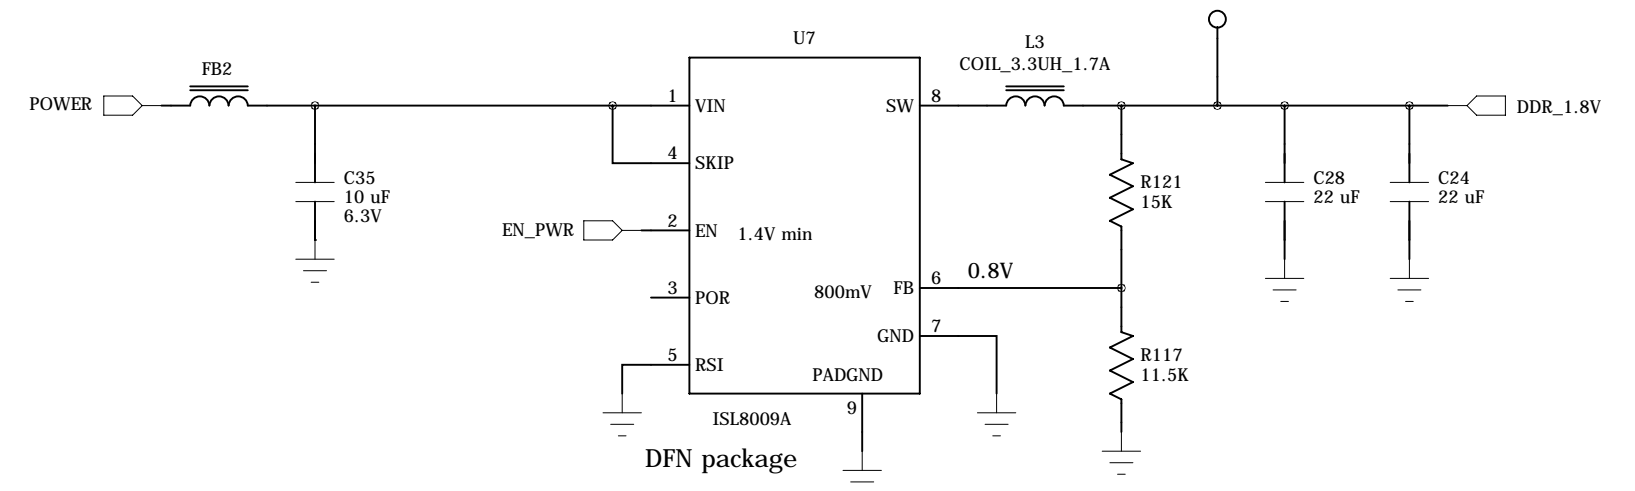 U7
L3
COIL_3.3UH_1.7A
FB2
POWER
1
VIN
SW
8
DDR_1.8V
4
SKIP
C35
10 uF
6.3V
R121
15K
C28
22 uF
C24
22 uF
EN_PWR
2
EN
1.4V min
6
0.8V
3
POR
800mV
FB
7
GND
5
RSI
PADGND
R117
11.5K
9
ISL8009A
DFN package